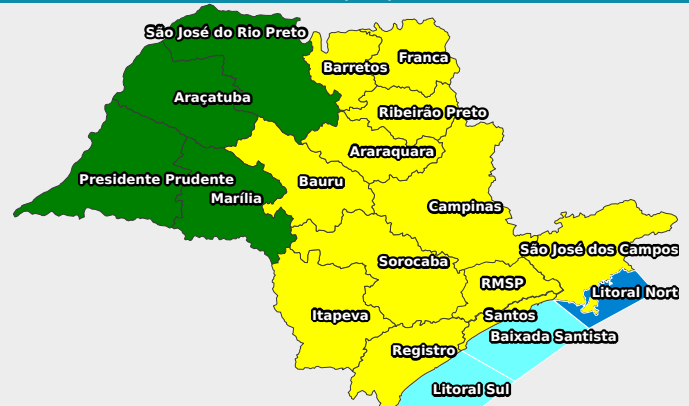 São José do Rio Preto
Franca
Barretos
Araçatuba
Ribeirão Preto
Araraquara
Presidente Prudente
Bauru
Marília
Campinas
São José dos Campos
Sorocaba
RMSP
Litoral Nort
Itapeva
Santos
Baixada Santista
Registro
Litoral Sul